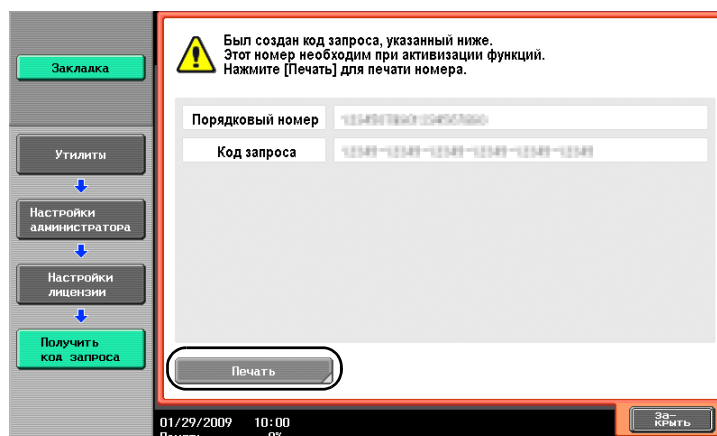 Закладка
Утилиты
Настройки
администратора
Настройки
лицензии
Получить
код запроса
Был создан код запроса, указанный ниже.
Этот номер необходим при активизации функций.
Нажмите [Печать] для печати номера.
Порядковый номер
Код запроса
Печать
01/29/2009 10:00
За-
крыть